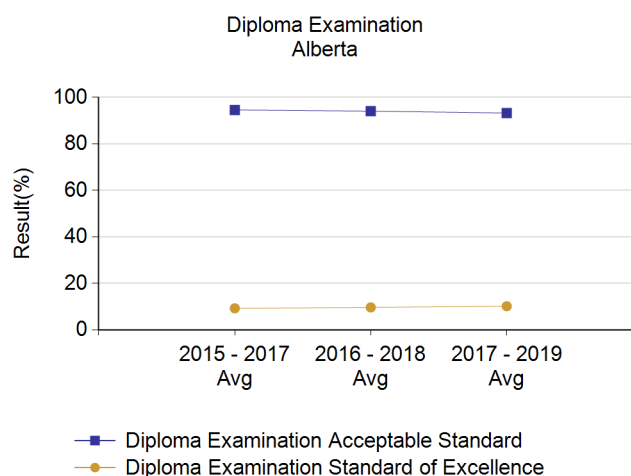 Diploma Examination
Alberta
Result(%)
100
80
60
40
20
0
2015 - 2017 2016 - 2018 2017 - 2019
Avg Avg Avg
Diploma Examination Acceptable Standard
Diploma Examination Standard of Excellence